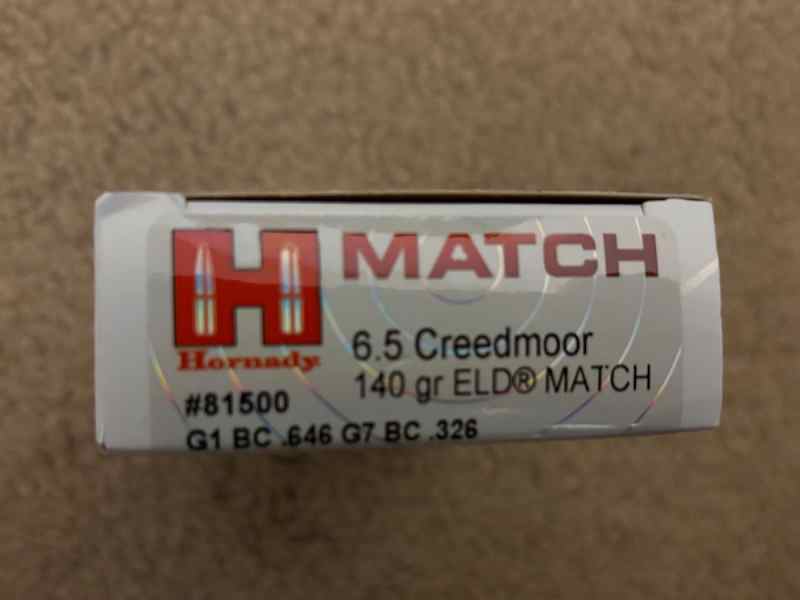 H MATCH
Hornady
6.5 Creedmoor
140 gr ELD® MATCH
#81500
G1 BC .646 G7 BC .326